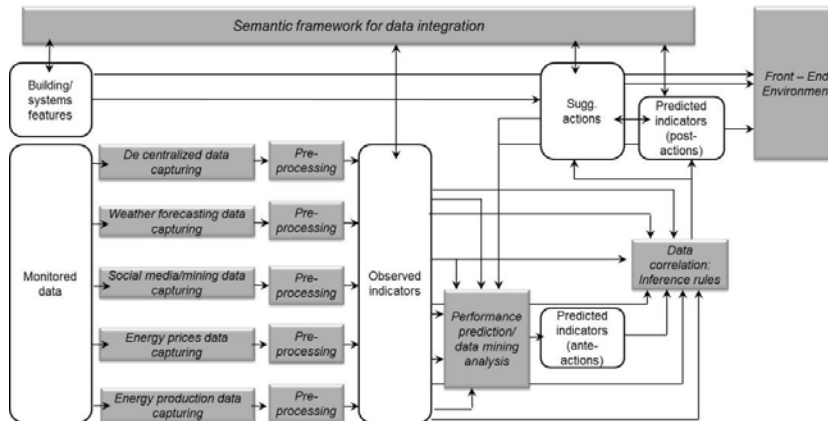 Semantic framework for data integration
Building/
systems
features
Sugg.
actions
Predicted
indicators
(post-
actions)
Front – End
Environment
Monitored
data
De centralized data
capturing
Pre-
processing
Weather forecasting data
capturing
Pre-
processing
Social media/mining data
capturing
Pre-
processing
Energy prices data
capturing
Pre-
processing
Energy production data
capturing
Pre-
processing
Observed
indicators
Performance
prediction/
data mining
analysis
Predicted
indicators
(ante-
actions)
Data
correlation:
Inference rules